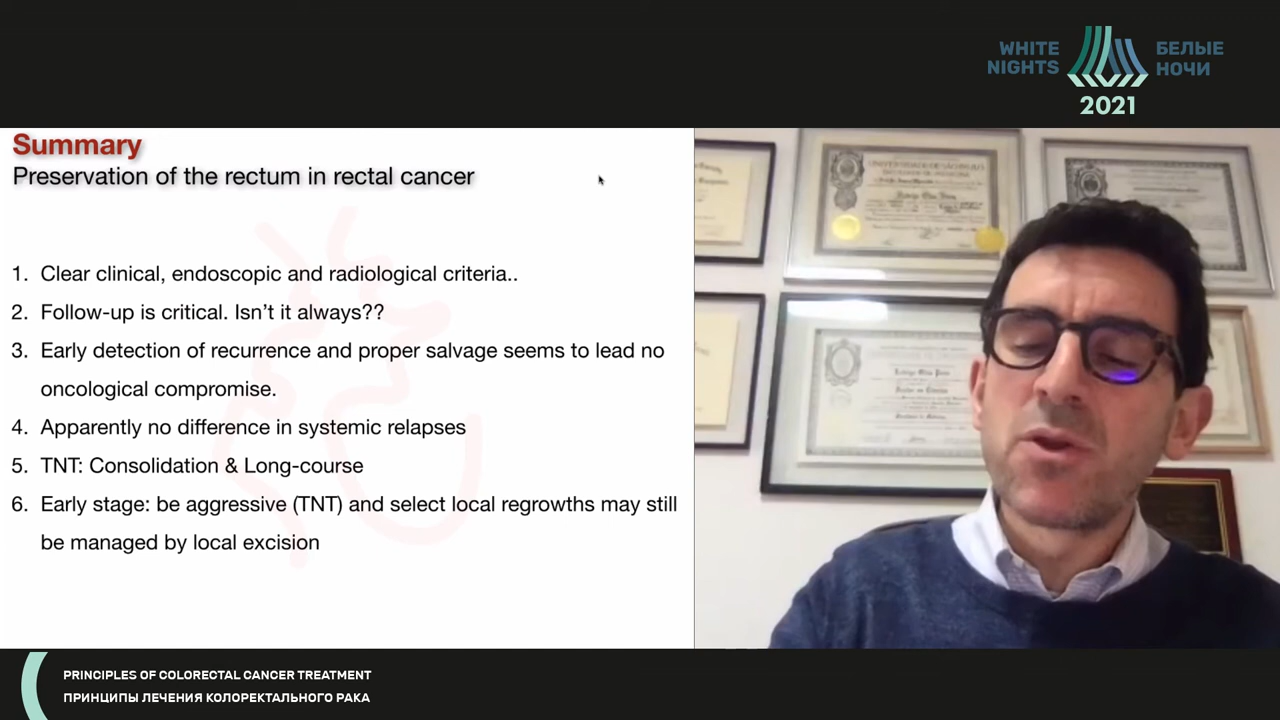 WHITE
NIGHTS
БЕЛЫЕ
НОЧИ
2021
Summary
Preservation of the rectum in rectal cancer
1. Clear clinical, endoscopic and radiological criteria..
2. Follow-up is critical. Isn't it always??
3. Early detection of recurrence and proper salvage seems to lead no
oncological compromise.
4. Apparently no difference in systemic relapses
5. TNT: Consolidation & Long-course
6. Early stage: be aggressive (TNT) and select local regrowths may still
be managed by local excision
PRINCIPLES OF COLORECTAL CANCER TREATMENT
ПРИНЦИПЫ ЛЕЧЕНИЯ КОЛОРЕКТАЛЬНОГО РАКА